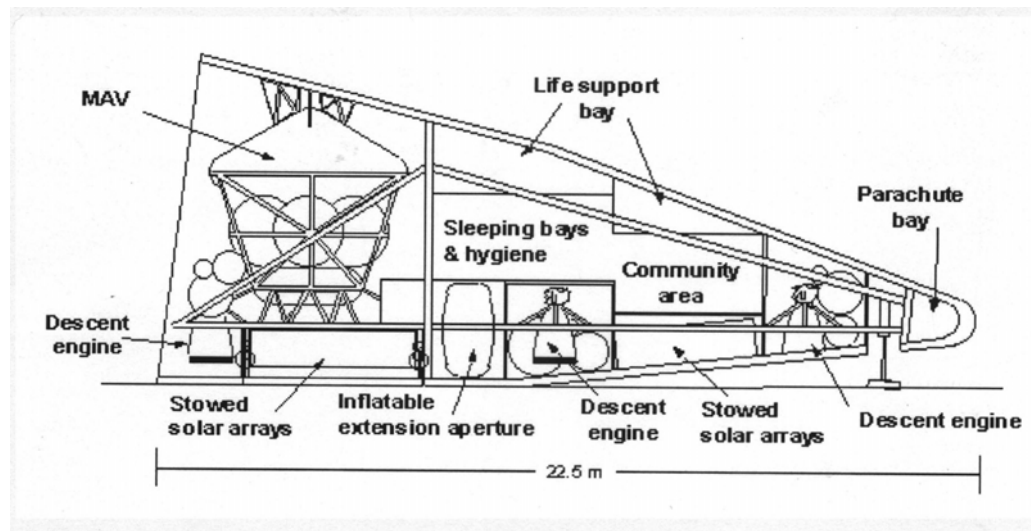 MAV
Life support
bay
Parachute
bay
Sleeping bays
& hygiene
Community
area
Descent
engine
Stowed
solar arrays
Inflatable
extension aperture
Descent
engine
Stowed
solar arrays
Descent engine
22.5 m